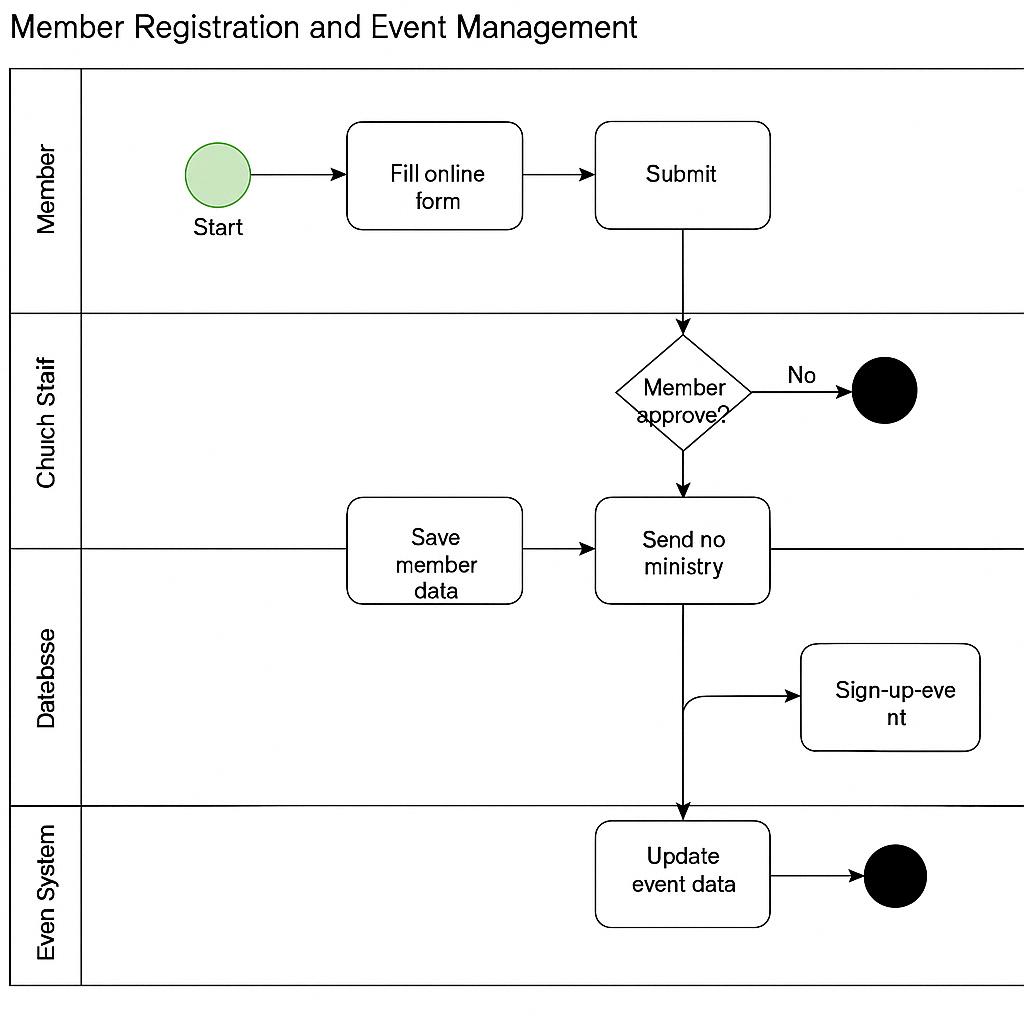 Member Registration and Event Management
Member
Start
Fill online
form
Submit
Chuıch Staif
Member
approve?
No
Save
member
data
Send no
ministry
Datebsse
Sign-up-eve
nt
Even System
Update
event data